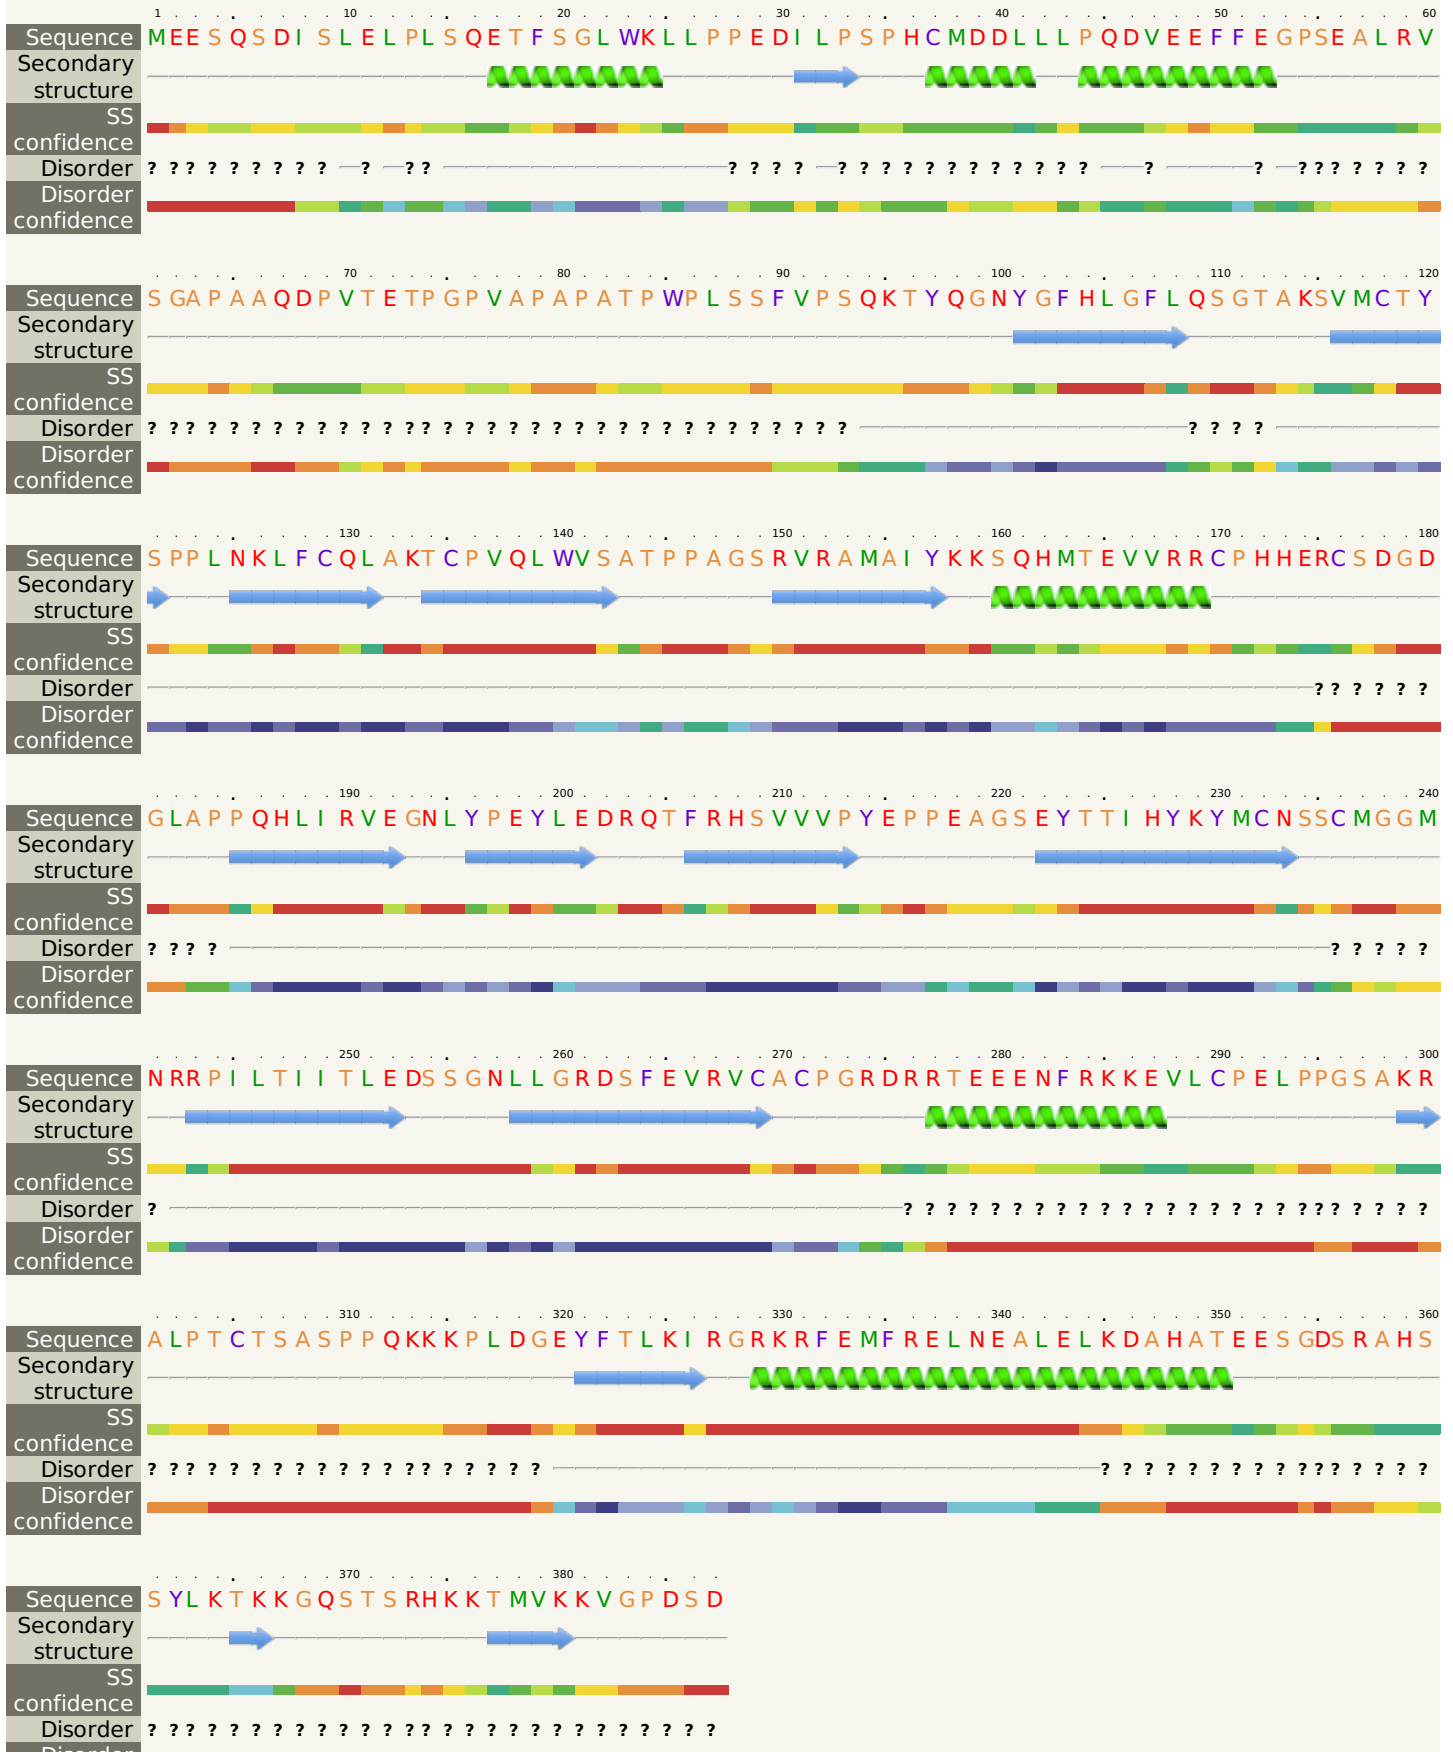 1 10 20 30 40 50 60
Sequence MEESQSDISLELPLSQETFSGLWKLLPPEDILPSPHCMDDLLLPQDVEEFFEGPSEALRV
Secondary
structure
SS
confidence
Disorder ????????? ? ?? ???? ???????????? ? ? ???????
Disorder
confidence
70 80 90 100 110 120
Sequence SGAPAAQDPVTETPGPVAPAPATPWPLSSFVPSQKTYQGNYGFHLGFLQSGTAKSVMCTY
Secondary
structure
SS
confidence
Disorder ????????????????????????????????? ????
Disorder
confidence
130 140 150 160 170 180
Sequence SPPLNKLFCQLAKTCPVQLWVSATPPAGSRVRAMAIYKKSQHMTEVVRRCPHHERCSDGD
Secondary
structure
SS
confidence
Disorder ??????
Disorder
confidence
190 200 210 220 230 240
Sequence GLAPPQHLIRVEGNLYPEYLEDRQTFRHSVVVPYEPPEAGSEYTTIHYKYMCNSSCMGGM
Secondary
structure
SS
confidence
Disorder ???? ?????
Disorder
confidence
250 260 270 280 290 300
Sequence NRRPILTIITLEDSSGNLLGRDSFEVRVCACPGRDRRTEEENFRKKEVLCPELPPGSAKR
Secondary
structure
SS
confidence
Disorder ? ?????????????????????????
Disorder
confidence
310 320 330 340 350 360
Sequence ALPTCTSASPPQKKKPLDGEYFTLKIRGRKRFEMFRELNEALELKDAHATEESGDSRAHS
Secondary
structure
SS
confidence
Disorder ?????????????????? ????????????????
Disorder
confidence
370 380
Sequence SYLKTKKGQSTSRHKKTMVKKVGPDSD
Secondary
structure
SS
confidence
Disorder ???????????????????????????
Disorder